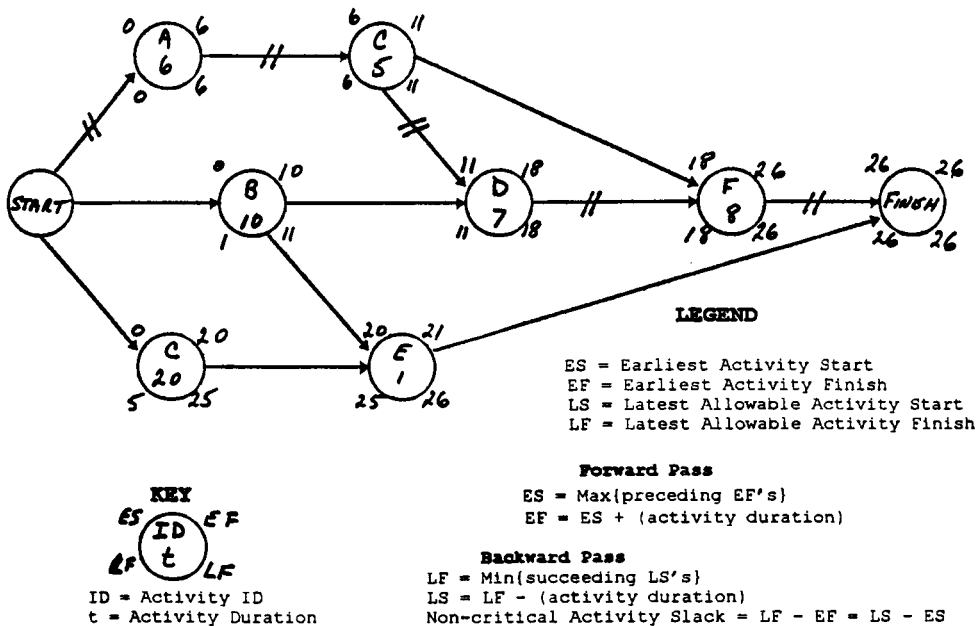 0 6
A
6
0 6
6 11
C
5
6 11
START
0 10
B
10
1 11
11 18
D
7
11 18
18 26
F
8
18 26
26 26
FINISH
26 26
0 20
C
20
5 25
20 21
E
1
25 26
LEGEND
ES = Earliest Activity Start
EF = Earliest Activity Finish
LS = Latest Allowable Activity Start
LF = Latest Allowable Activity Finish
Forward Pass
ES = Max{preceding EF's}
EF = ES + (activity duration)
KEY
ES EF
ID
t
LF
ID = Activity ID
t = Activity Duration
Backward Pass
LF = Min{succeeding LS's}
LS = LF - (activity duration)
Non-critical Activity Slack = LF - EF = LS - ES